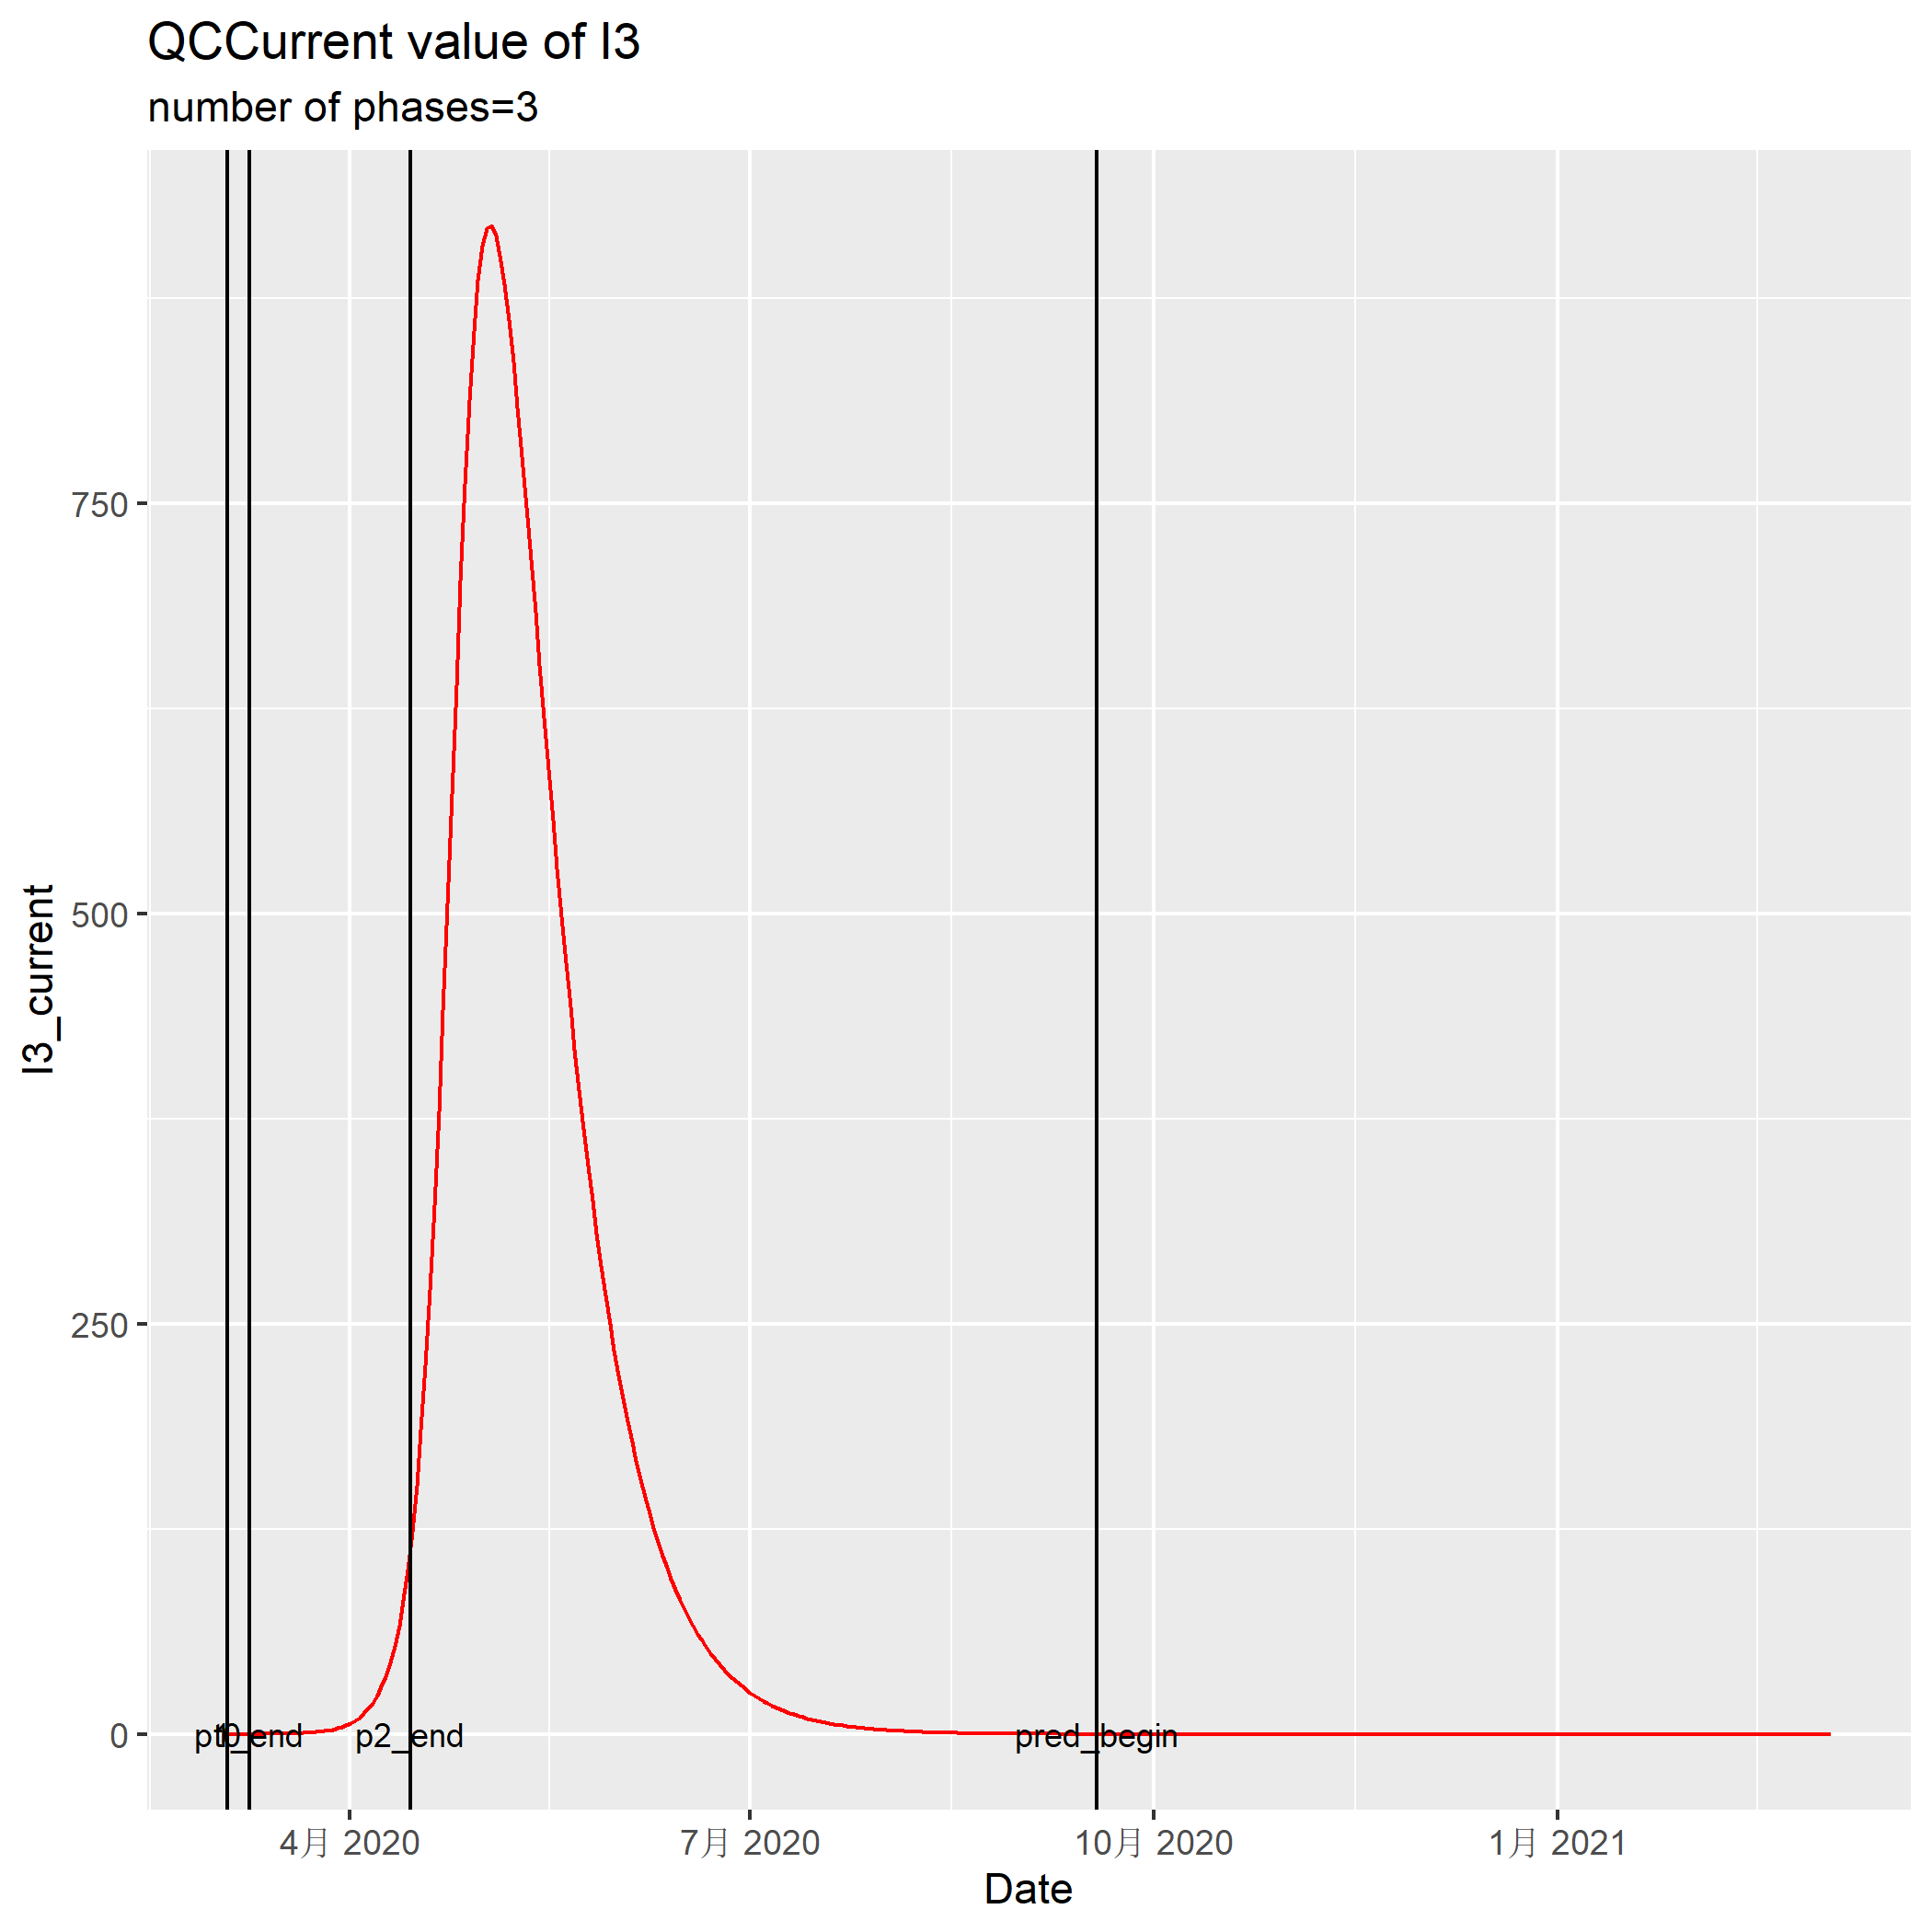 QCCurrent value of I3
number of phases=3
I3_current
750
500
250
0
p2_end
pred_begin
4月 2020
7月 2020
10月 2020
1月 2021
Date